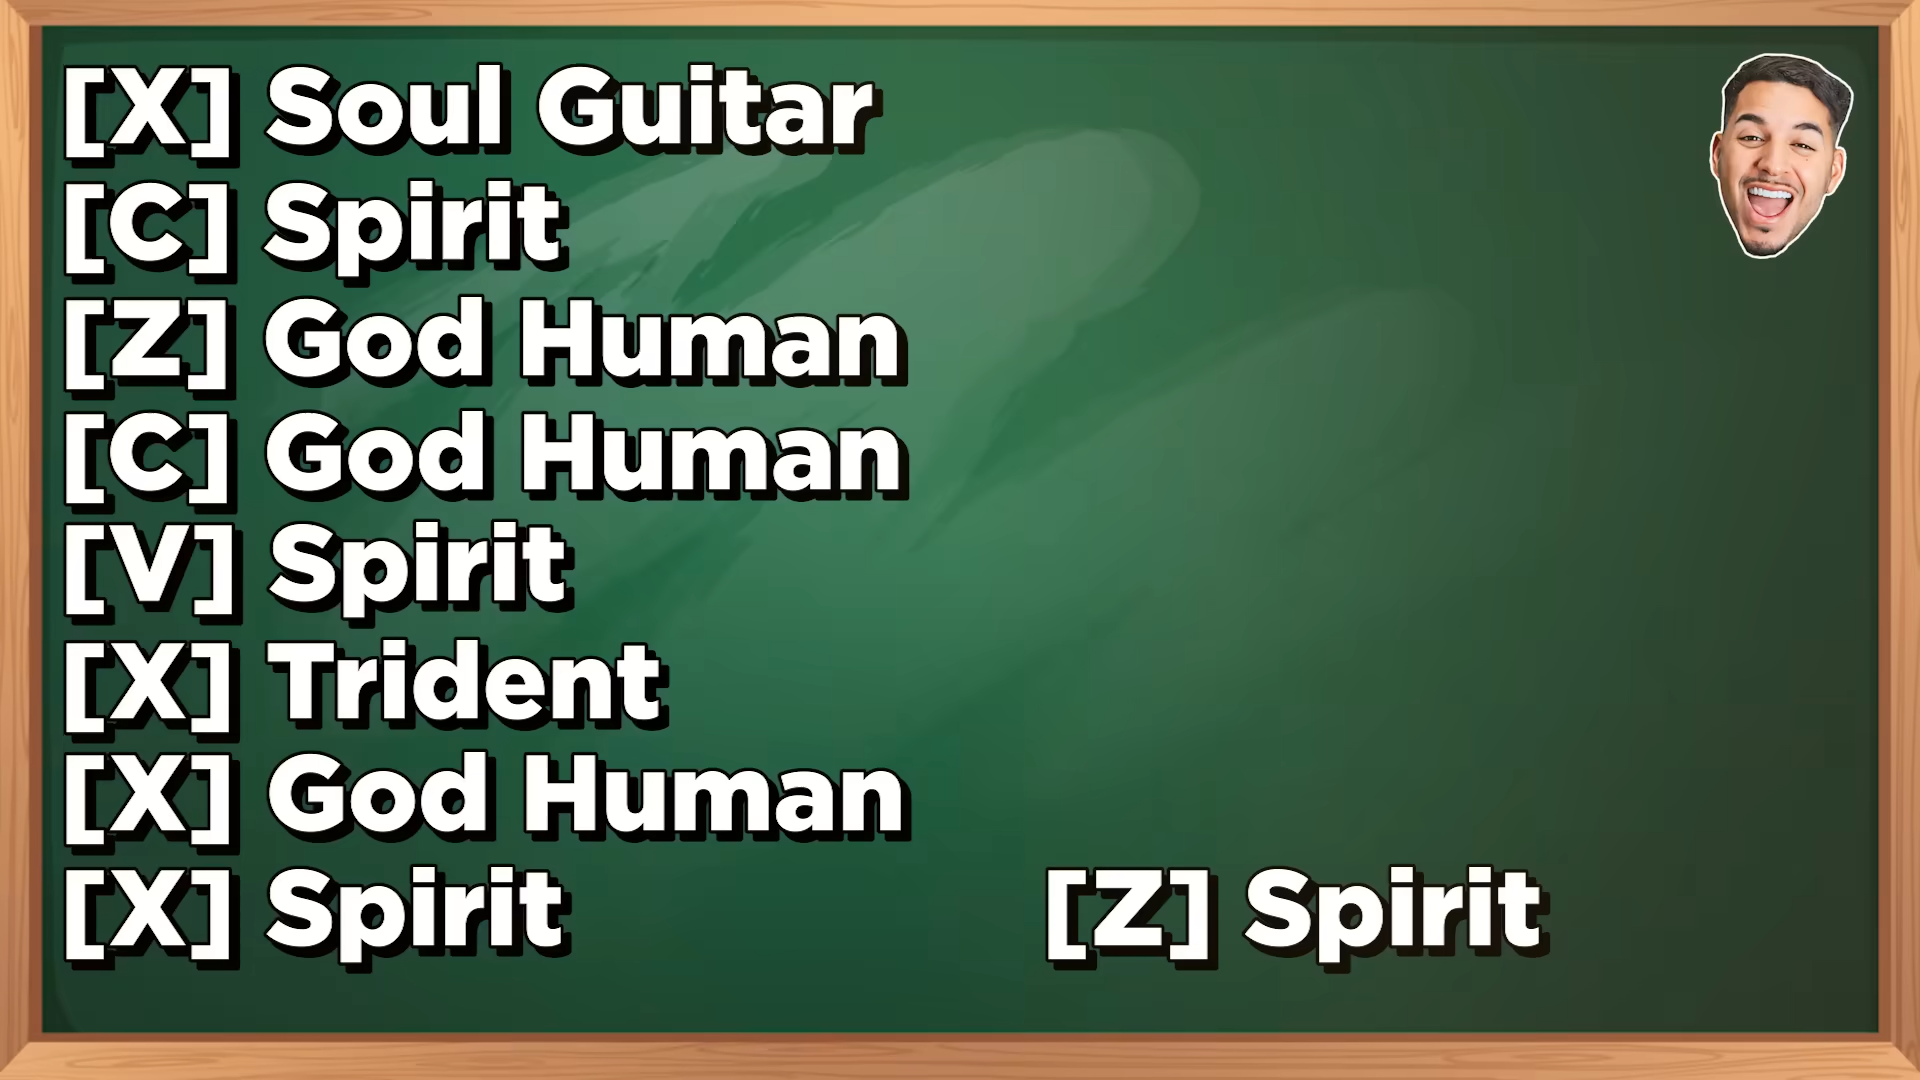 [X] Soul Guitar
[C] Spirit
[Z] God Human
[C] God Human
[V] Spirit
[X] Trident
[X] God Human
[X] Spirit
[Z] Spirit